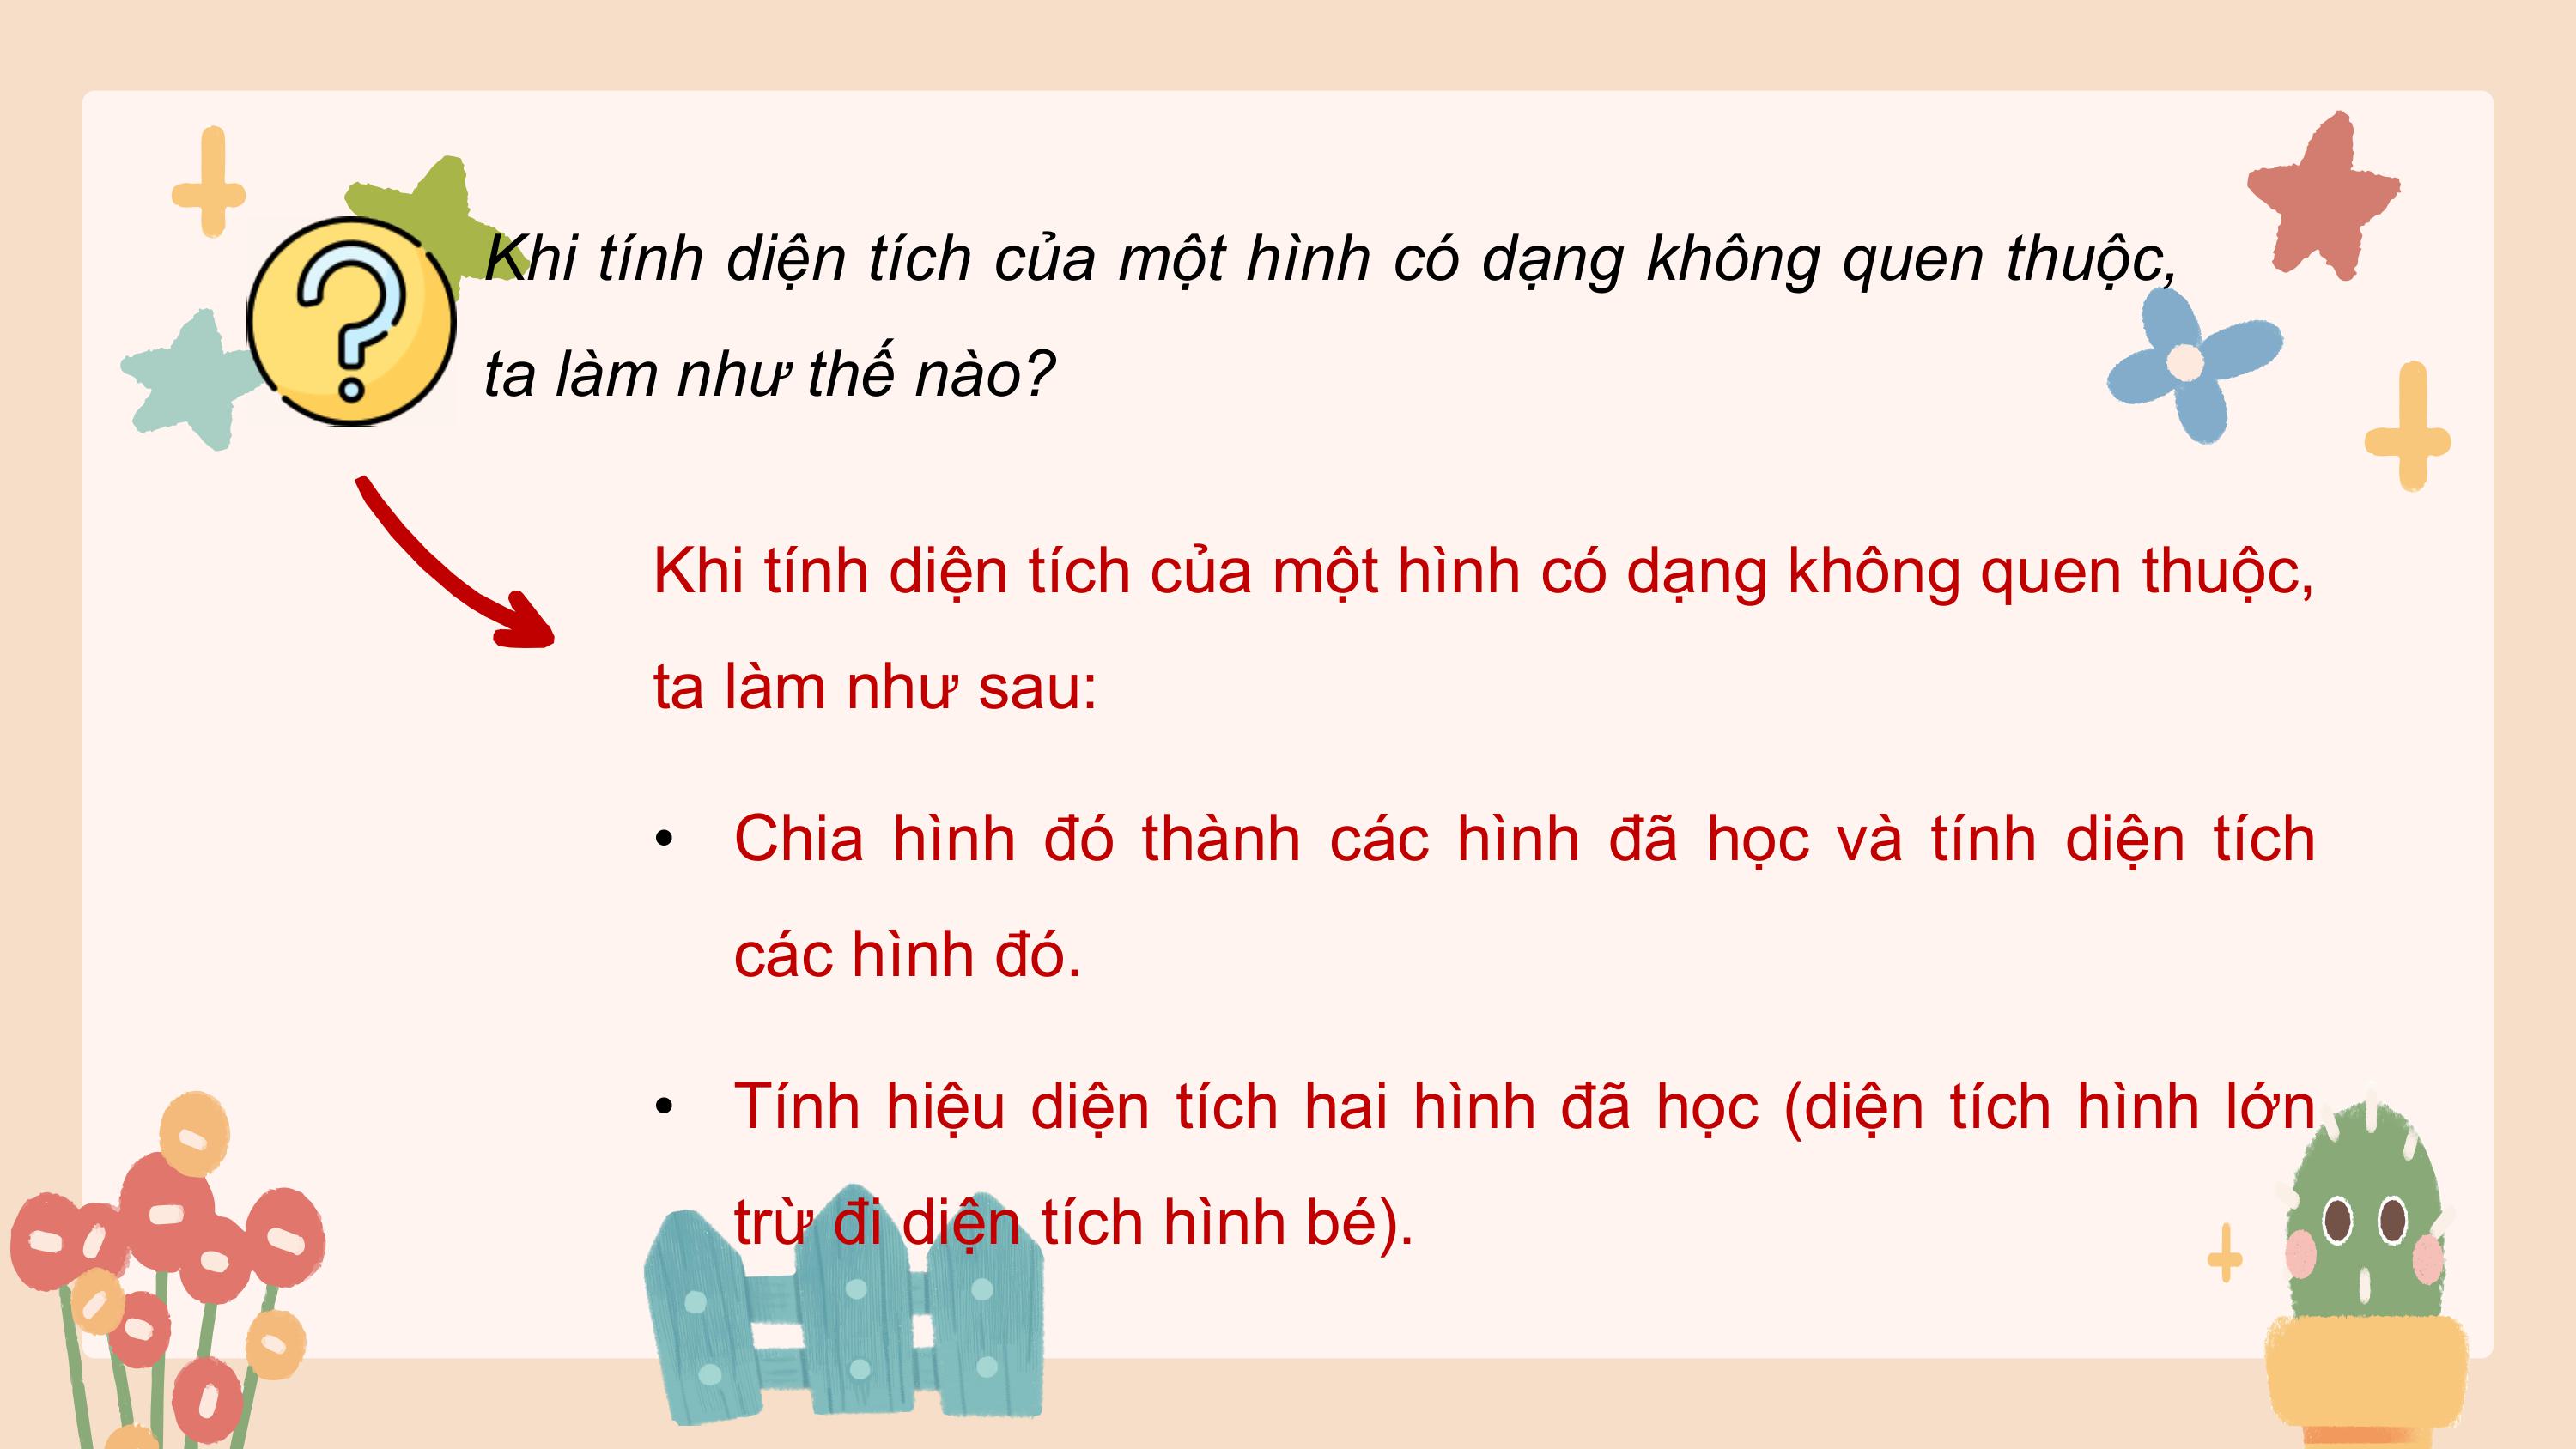 Khi tính diện tích của một hình có dạng không quen thuộc,
ta làm như thế nào?
Khi tính diện tích của một hình có dạng không quen thuộc,
ta làm như sau:
• Chia hình đó thành các hình đã học và tính diện tích
các hình đó.
• Tính hiệu diện tích hai hình đã học (diện tích hình lớn
trừ đi diện tích hình bé).